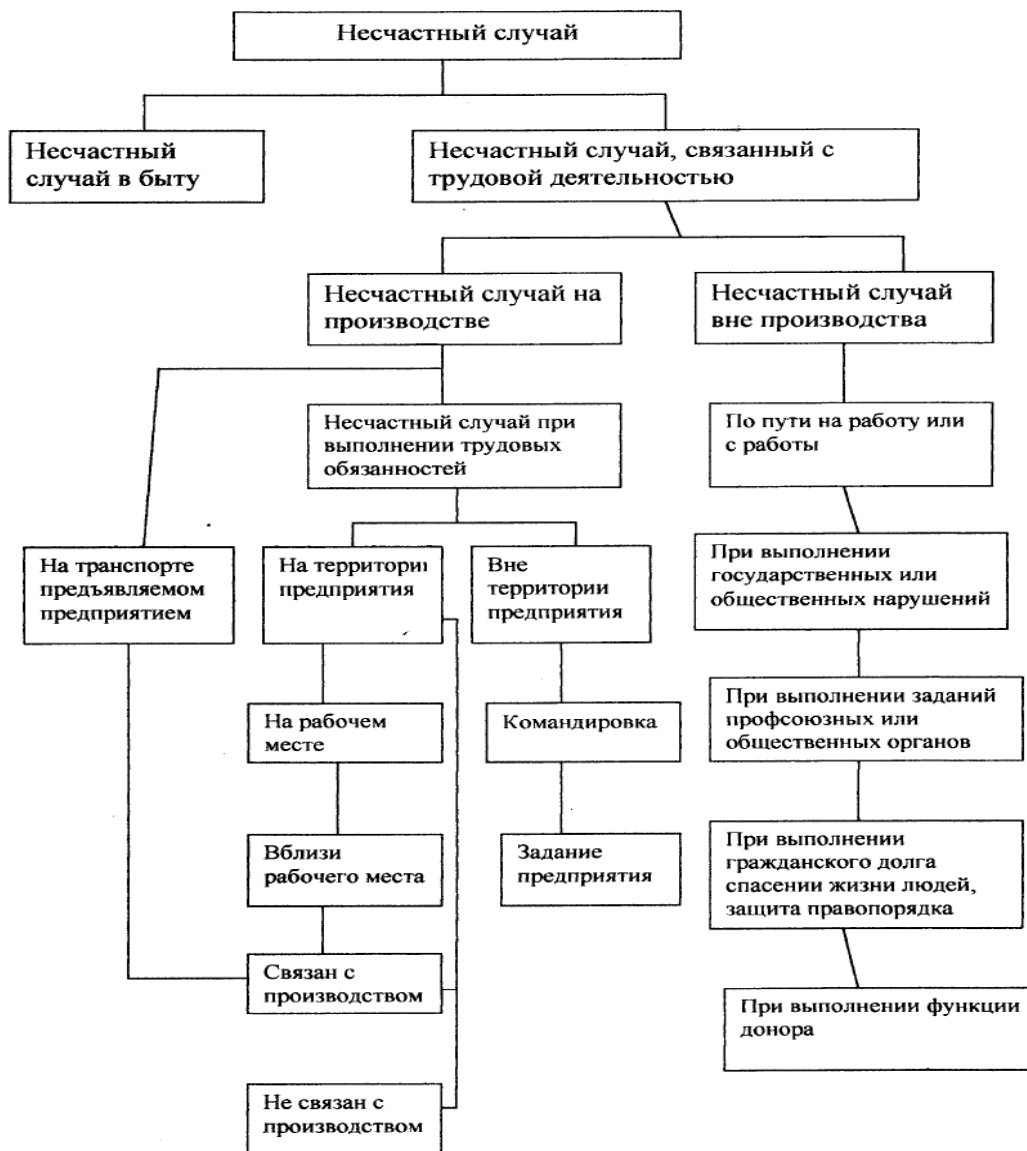 Несчастный случай
Несчастный
случай в быту
Несчастный случай, связанный с
трудовой деятельностью
Несчастный случай на
производстве
Несчастный случай
вне производства
Несчастный случай при
выполнении трудовых
обязанностей
По пути на работу или
с работы
На транспорте
предъявляемом
предприятием
На территори
предприятия
Вне
территории
предприятия
При выполнении
государственных или
общественных нарушений
На рабочем
месте
Командировка
При выполнении заданий
профсоюзных или
общественных органов
Вблизи
рабочего места
Задание
предприятия
При выполнении
гражданского долга
спасении жизни людей,
защита правопорядка
Связан с
производством
При выполнении функции
донора
Не связан с
производством